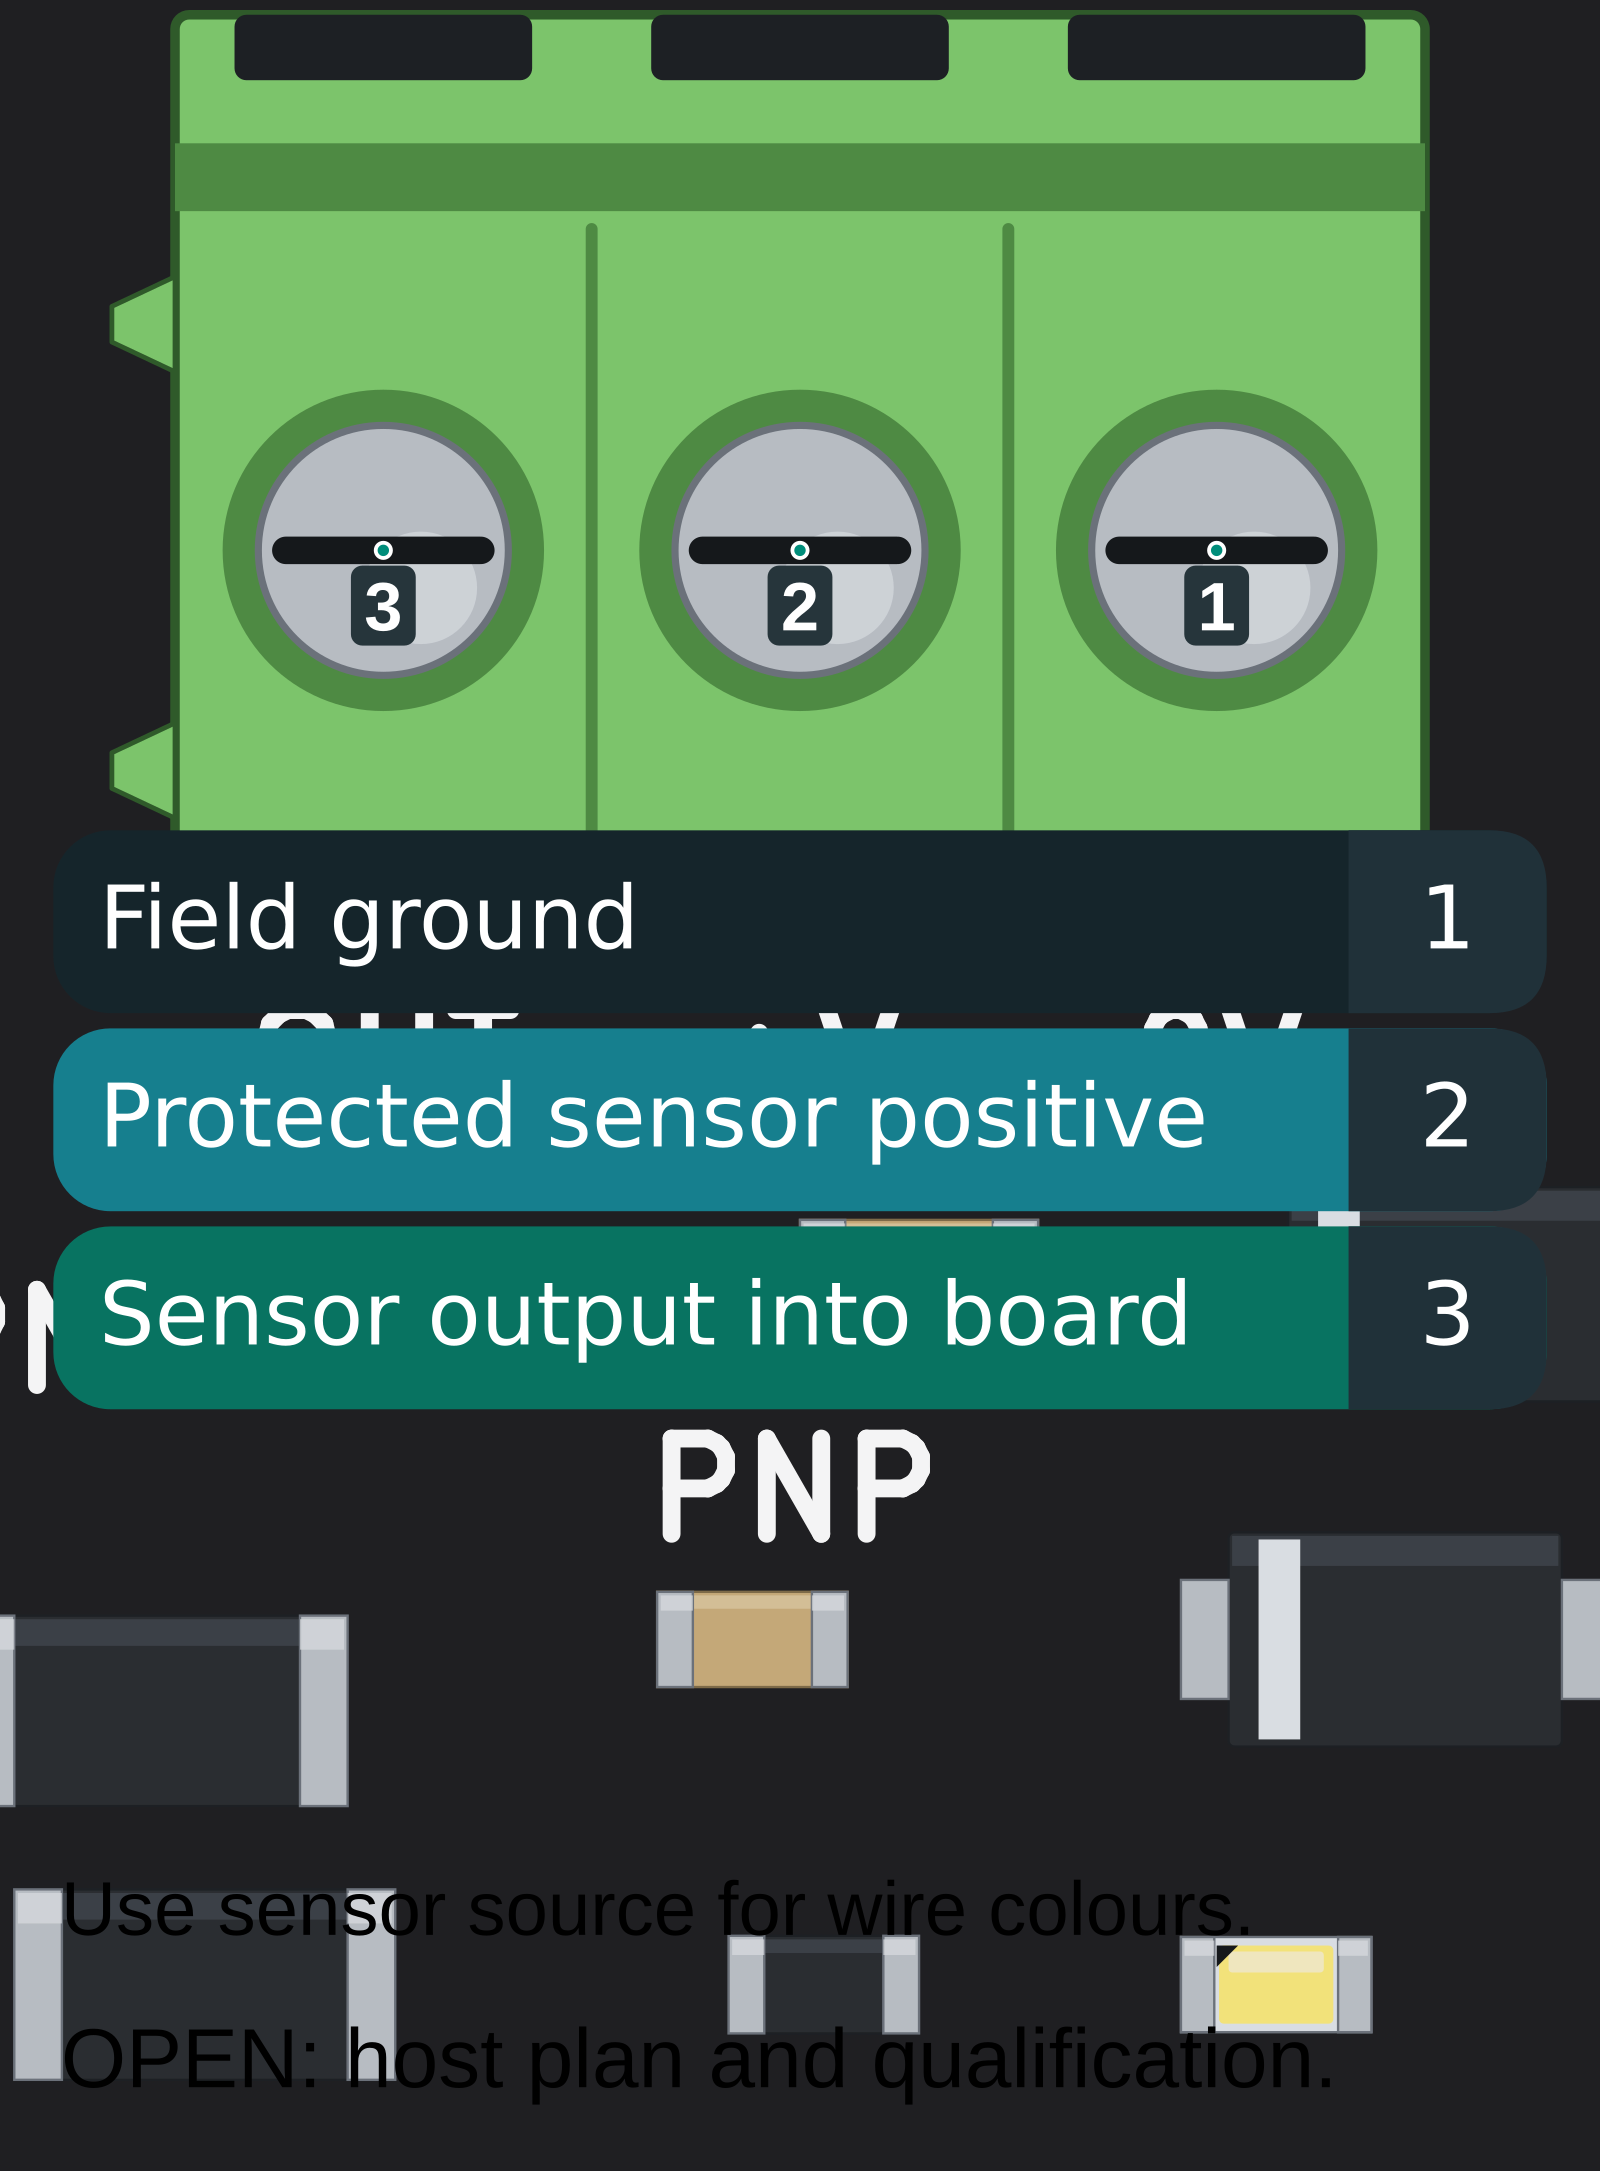 3 2 1
Field ground 1
Protected sensor positive 2
Sensor output into board 3
PNP
Use sensor source for wire colours.
OPEN: host plan and qualification.